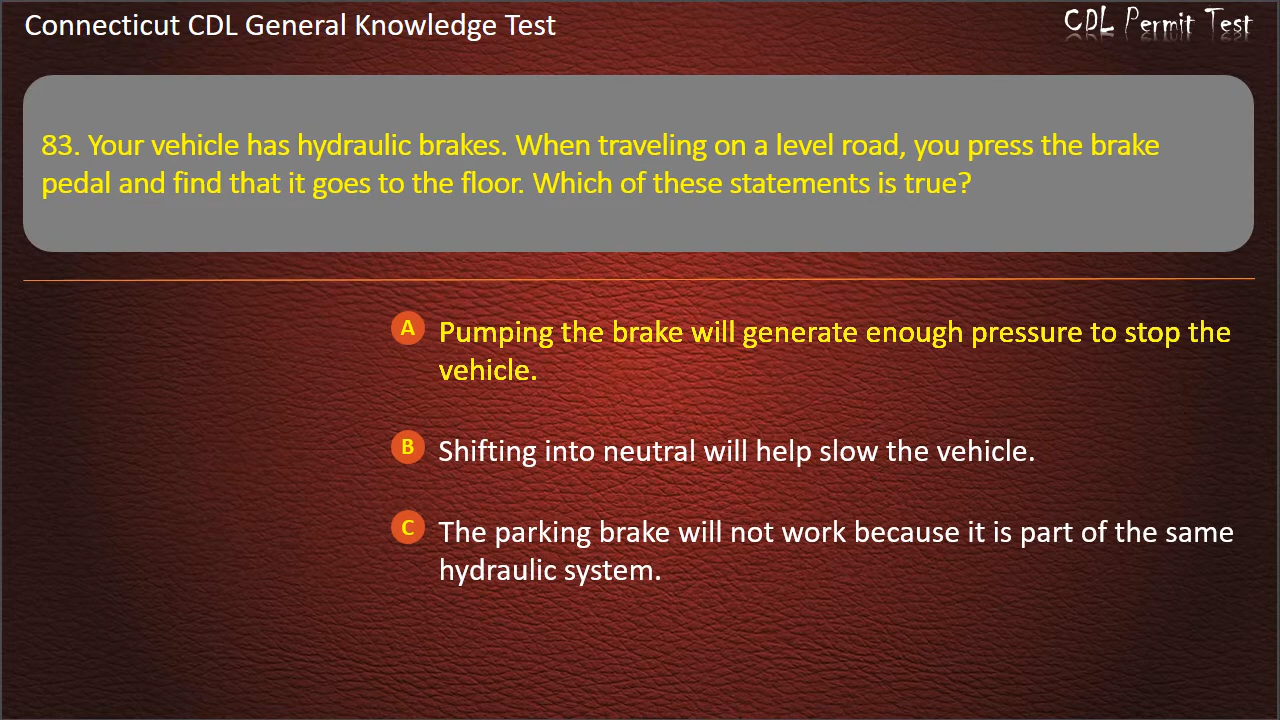 Connecticut CDL General Knowledge Test
CDL Permit Test
83. Your vehicle has hydraulic brakes. When traveling on a level road, you press the brake
pedal and find that it goes to the floor. Which of these statements is true?
A Pumping the brake will generate enough pressure to stop the
vehicle.
B Shifting into neutral will help slow the vehicle.
C The parking brake will not work because it is part of the same
hydraulic system.